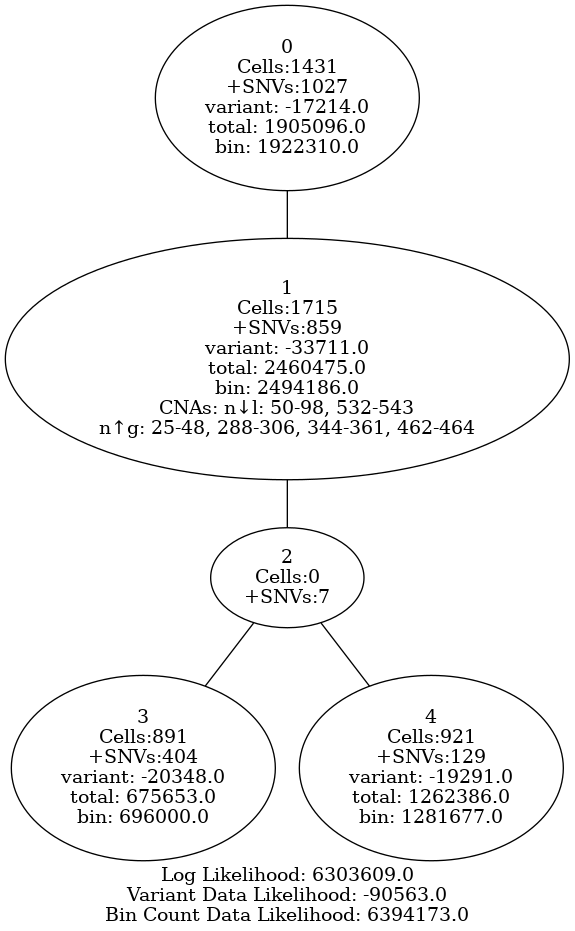 0
Cells:1431
+SNVs:1027
variant: -17214.0
total: 1905096.0
bin: 1922310.0
1
Cells:1715
+SNVs:859
variant: -33711.0
total: 2460475.0
bin: 2494186.0
CNAs: n↓l: 50-98, 532-543
n↑g: 25-48, 288-306, 344-361, 462-464
2
Cells:0
+SNVs:7
3
Cells:891
+SNVs:404
variant: -20348.0
total: 675653.0
bin: 696000.0
4
Cells:921
+SNVs:129
variant: -19291.0
total: 1262386.0
bin: 1281677.0
Log Likelihood: 6303609.0
Variant Data Likelihood: -90563.0
Bin Count Data Likelihood: 6394173.0